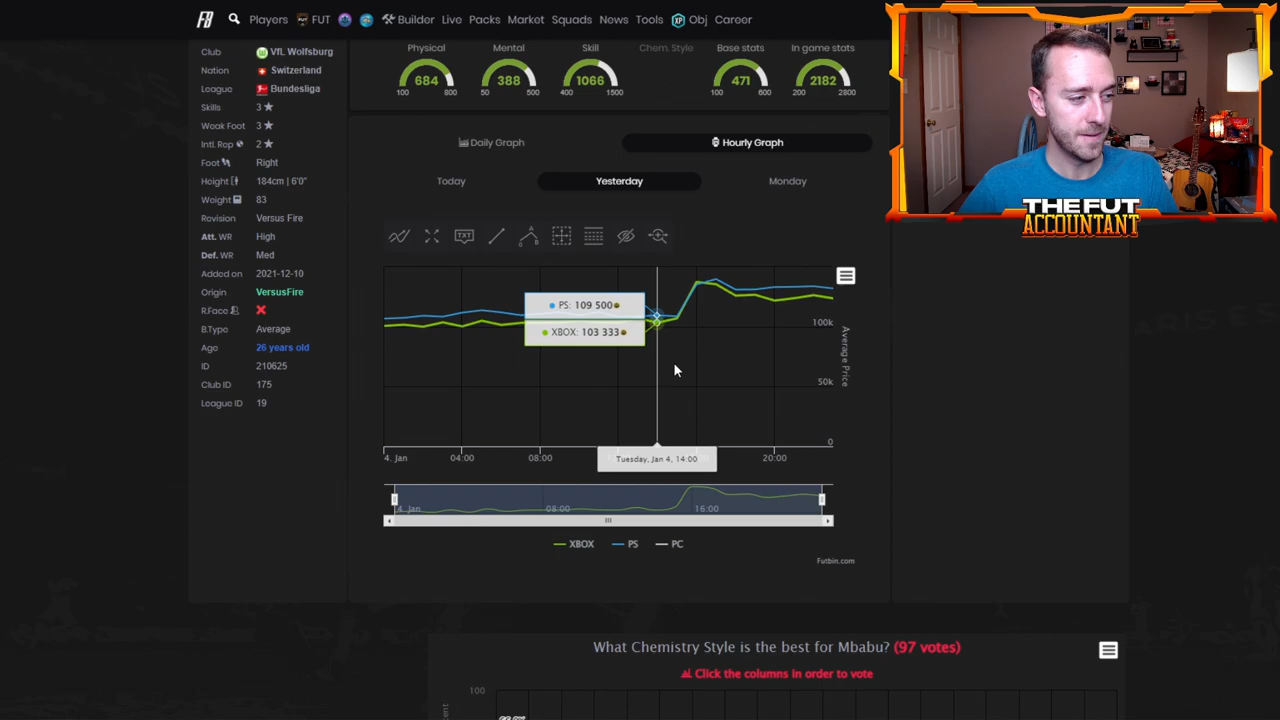 FB Players FUT Builder Live Packs Market Squads News Tools XP Obj Career
Club VfL Wolfsburg
Nation Switzerland
League Bundesliga
Skills 3★
Weak Foot 3★
Intl. Rep 2★
Foot Right
Height 184cm | 6'0"
Weight 83
Revision Versus Fire
Att. WR High
Def. WR Med
Added on 2021-12-10
Origin VersusFire
R.Face
B.Type Average
Age 26 years old
ID 210625
Club ID 175
League ID 19
Physical Mental Skill Chem. Style Base stats In game stats
684 388 1066 471 2182
100 800 50 500 400 1500 100 600 200 2800
Daily Graph Hourly Graph
Today Yesterday Monday
TXT
PS: 109 500
XBOX: 103 333
100k
50k
0
Average Price
4. Jan 04:00 08:00 20:00
Tuesday, Jan 4, 14:00
4. Jan 08:00 16:00
XBOX PS PC
Futbin.com
What Chemistry Style is the best for Mbabu? (97 votes)
Click the columns in order to vote
100
THE FUT
ACCOUNTANT